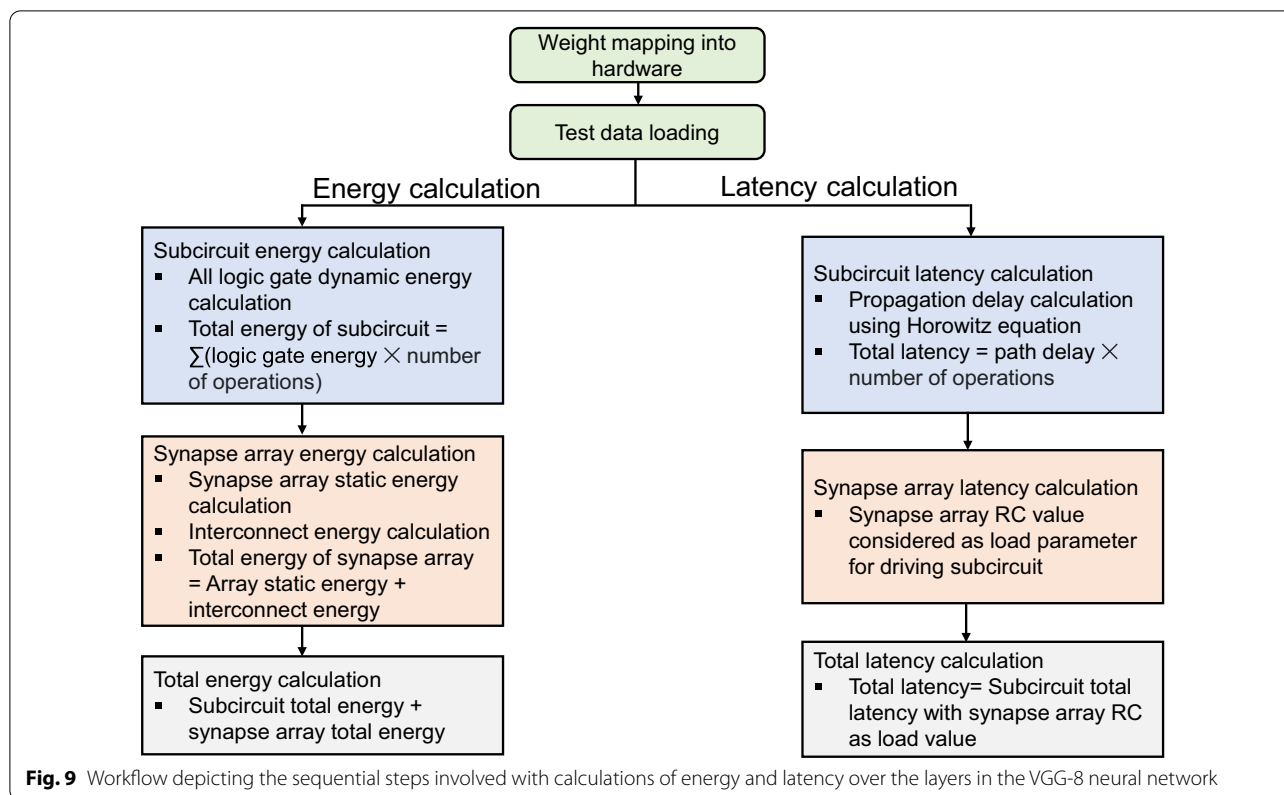 Weight mapping into
hardware
Test data loading
Energy calculation
Latency calculation
Subcircuit energy calculation
▪ All logic gate dynamic energy
calculation
▪ Total energy of subcircuit =
∑(logic gate energy × number
of operations)
Synapse array energy calculation
▪ Synapse array static energy
calculation
▪ Interconnect energy calculation
▪ Total energy of synapse array
= Array static energy +
interconnect energy
Total energy calculation
▪ Subcircuit total energy +
synapse array total energy
Subcircuit latency calculation
▪ Propagation delay calculation
using Horowitz equation
▪ Total latency = path delay ×
number of operations
Synapse array latency calculation
▪ Synapse array RC value
considered as load parameter
for driving subcircuit
Total latency calculation
▪ Total latency= Subcircuit total
latency with synapse array RC
as load value
Fig. 9 Workflow depicting the sequential steps involved with calculations of energy and latency over the layers in the VGG-8 neural network